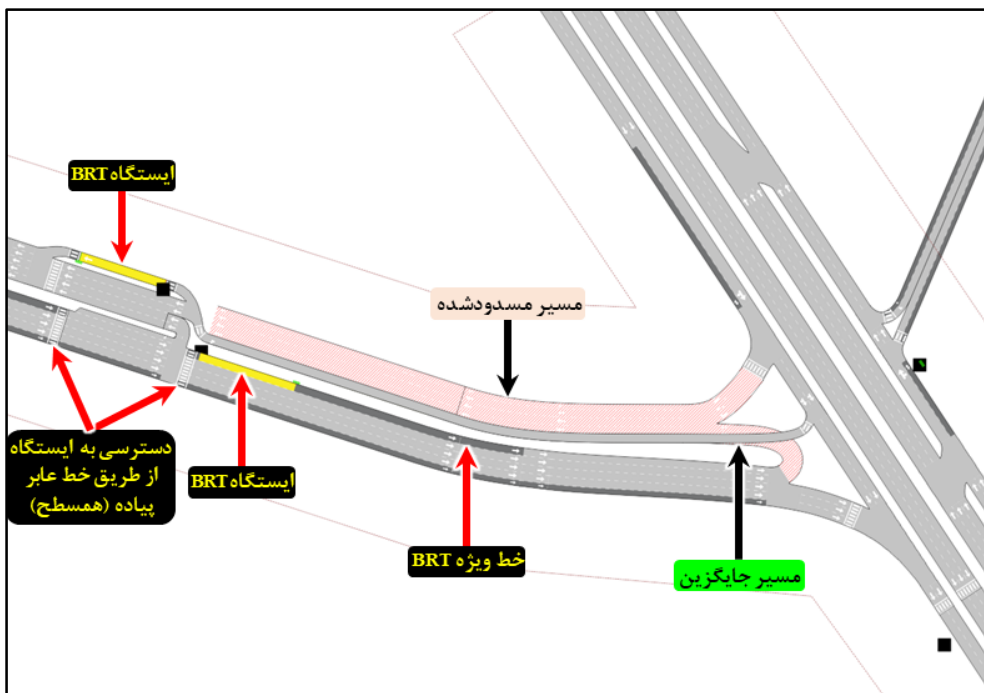 ایستگاه BRT
مسیر مسدودشده
دسترسی به ایستگاه
از طریق خط عابر
پیاده (همسطح)
ایستگاه BRT
خط ویژه BRT
مسیر جایگزین